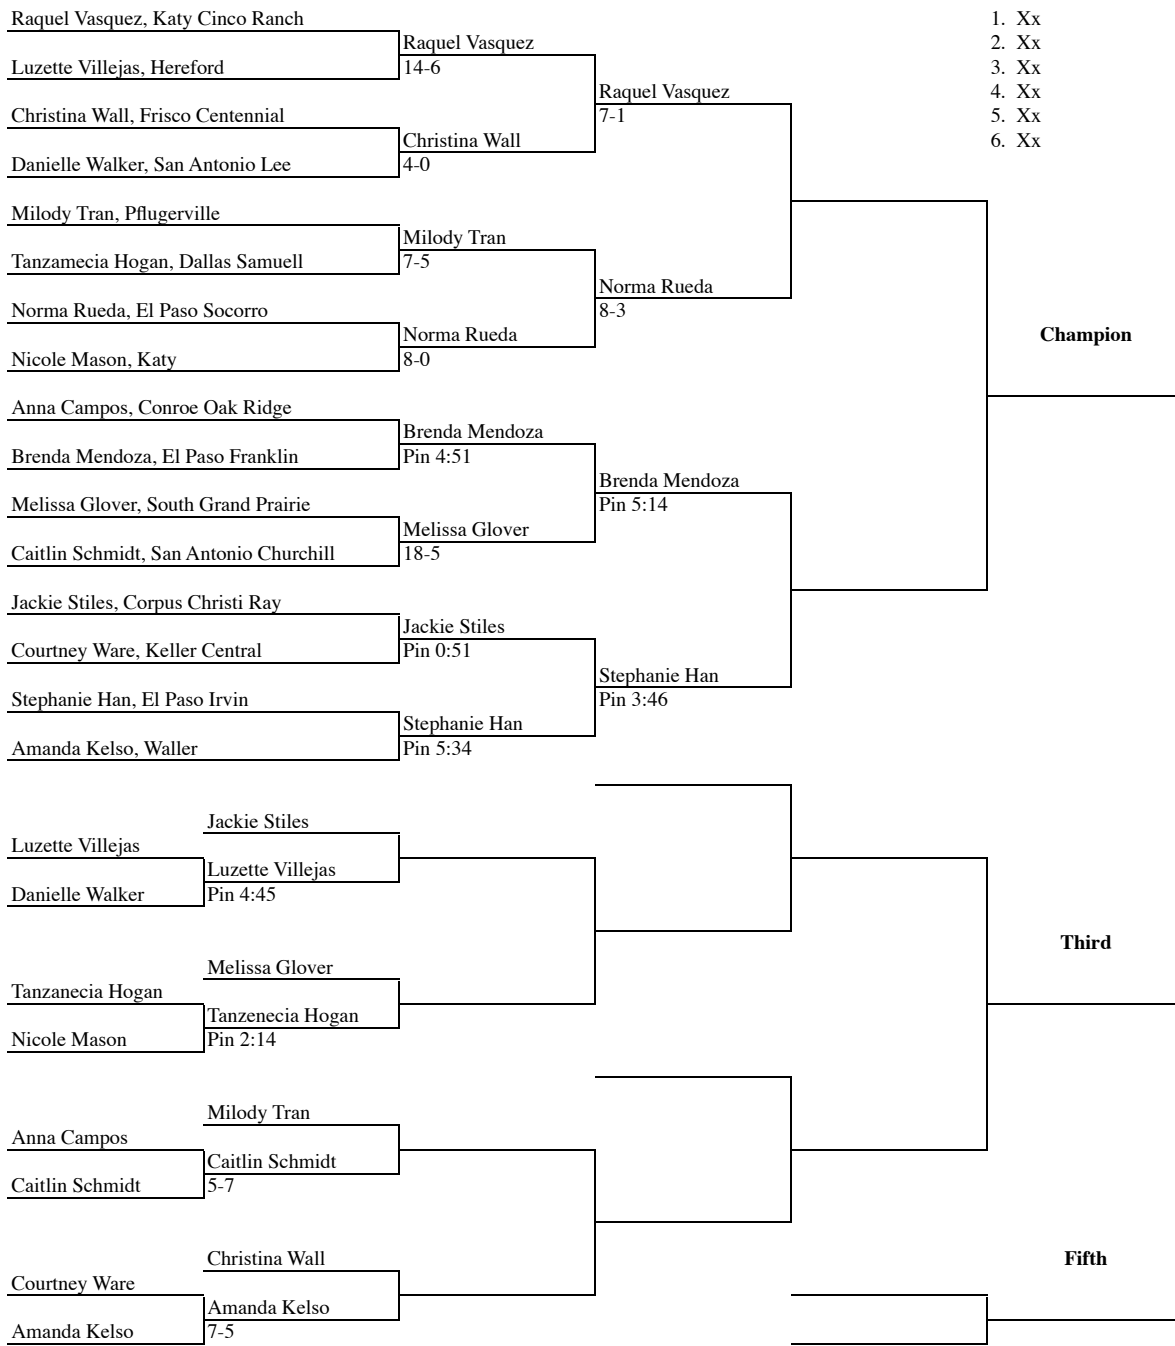 Raquel Vasquez, Katy Cinco Ranch
Luzette Villejas, Hereford
Christina Wall, Frisco Centennial
Danielle Walker, San Antonio Lee
Milody Tran, Pflugerville
Tanzamecia Hogan, Dallas Samuell
Norma Rueda, El Paso Socorro
Nicole Mason, Katy
Anna Campos, Conroe Oak Ridge
Brenda Mendoza, El Paso Franklin
Melissa Glover, South Grand Prairie
Caitlin Schmidt, San Antonio Churchill
Jackie Stiles, Corpus Christi Ray
Courtney Ware, Keller Central
Stephanie Han, El Paso Irvin
Amanda Kelso, Waller
Raquel Vasquez
14-6
Christina Wall
4-0
Milody Tran
7-5
Norma Rueda
8-0
Brenda Mendoza
Pin 4:51
Melissa Glover
18-5
Jackie Stiles
Pin 0:51
Stephanie Han
Pin 5:34
Raquel Vasquez
7-1
Norma Rueda
8-3
Brenda Mendoza
Pin 5:14
Stephanie Han
Pin 3:46
1. Xx
2. Xx
3. Xx
4. Xx
5. Xx
6. Xx
Champion
Luzette Villejas
Danielle Walker
Tanzanecia Hogan
Nicole Mason
Anna Campos
Caitlin Schmidt
Courtney Ware
Amanda Kelso
Jackie Stiles
Luzette Villejas
Pin 4:45
Melissa Glover
Tanzenecia Hogan
Pin 2:14
Milody Tran
Caitlin Schmidt
5-7
Christina Wall
Amanda Kelso
7-5
Third
Fifth